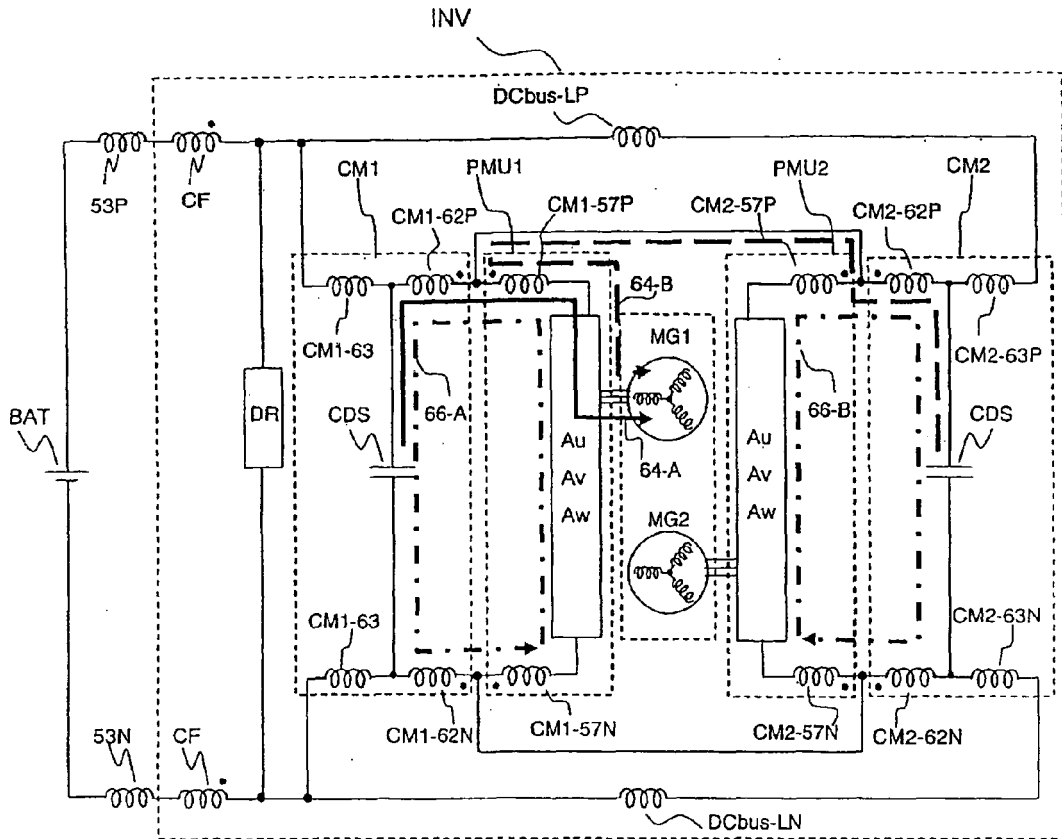 INV
DCbus-LP
53P
CF
CM1
PMU1
CM1-57P
CM1-62P
PMU2
CM2-57P
CM2-62P
CM2
64-B
MG1
CM1-63
CM2-63P
BAT
DR
CDS
66-A
Au
Av
Aw
64-A
MG2
Au
Av
Aw
66-B
CDS
CM1-63
CM2-63N
CM1-62N
CM1-57N
CM2-57N
CM2-62N
53N
CF
DCbus-LN